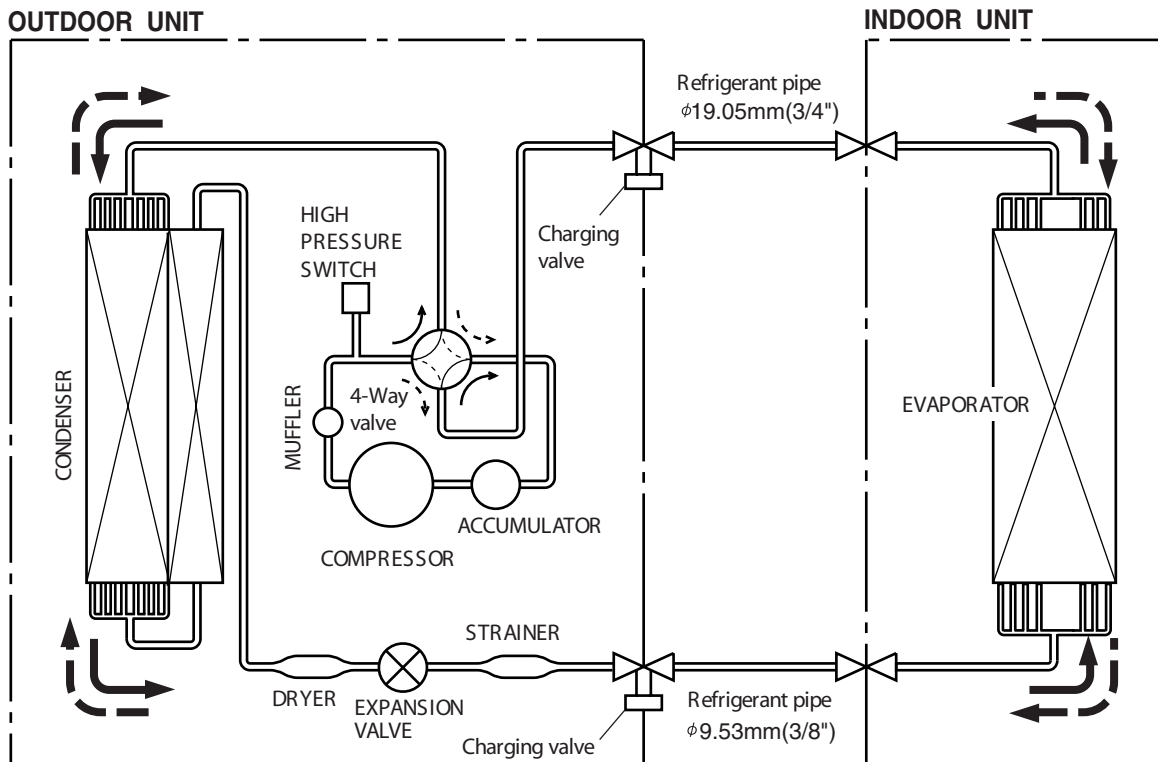 OUTDOOR UNIT
INDOOR UNIT
Refrigerant pipe
ϕ19.05mm(3/4")
HIGH
PRESSURE
SWITCH
Charging
valve
CONDENSER
MUFFLER
4-Way
valve
EVAPORATOR
ACCUMULATOR
COMPRESSOR
STRAINER
DRYER
EXPANSION
VALVE
Refrigerant pipe
ϕ9.53mm(3/8")
Charging valve